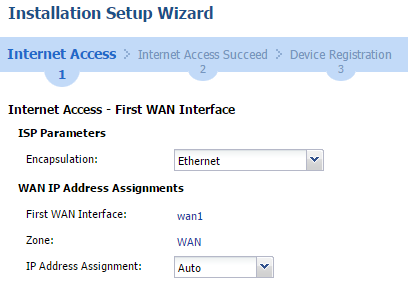 Installation Setup Wizard
Internet Access > Internet Access Succeed > Device Registration
1 2 3
Internet Access - First WAN Interface
ISP Parameters
Encapsulation: Ethernet
WAN IP Address Assignments
First WAN Interface: wan1
Zone: WAN
IP Address Assignment: Auto